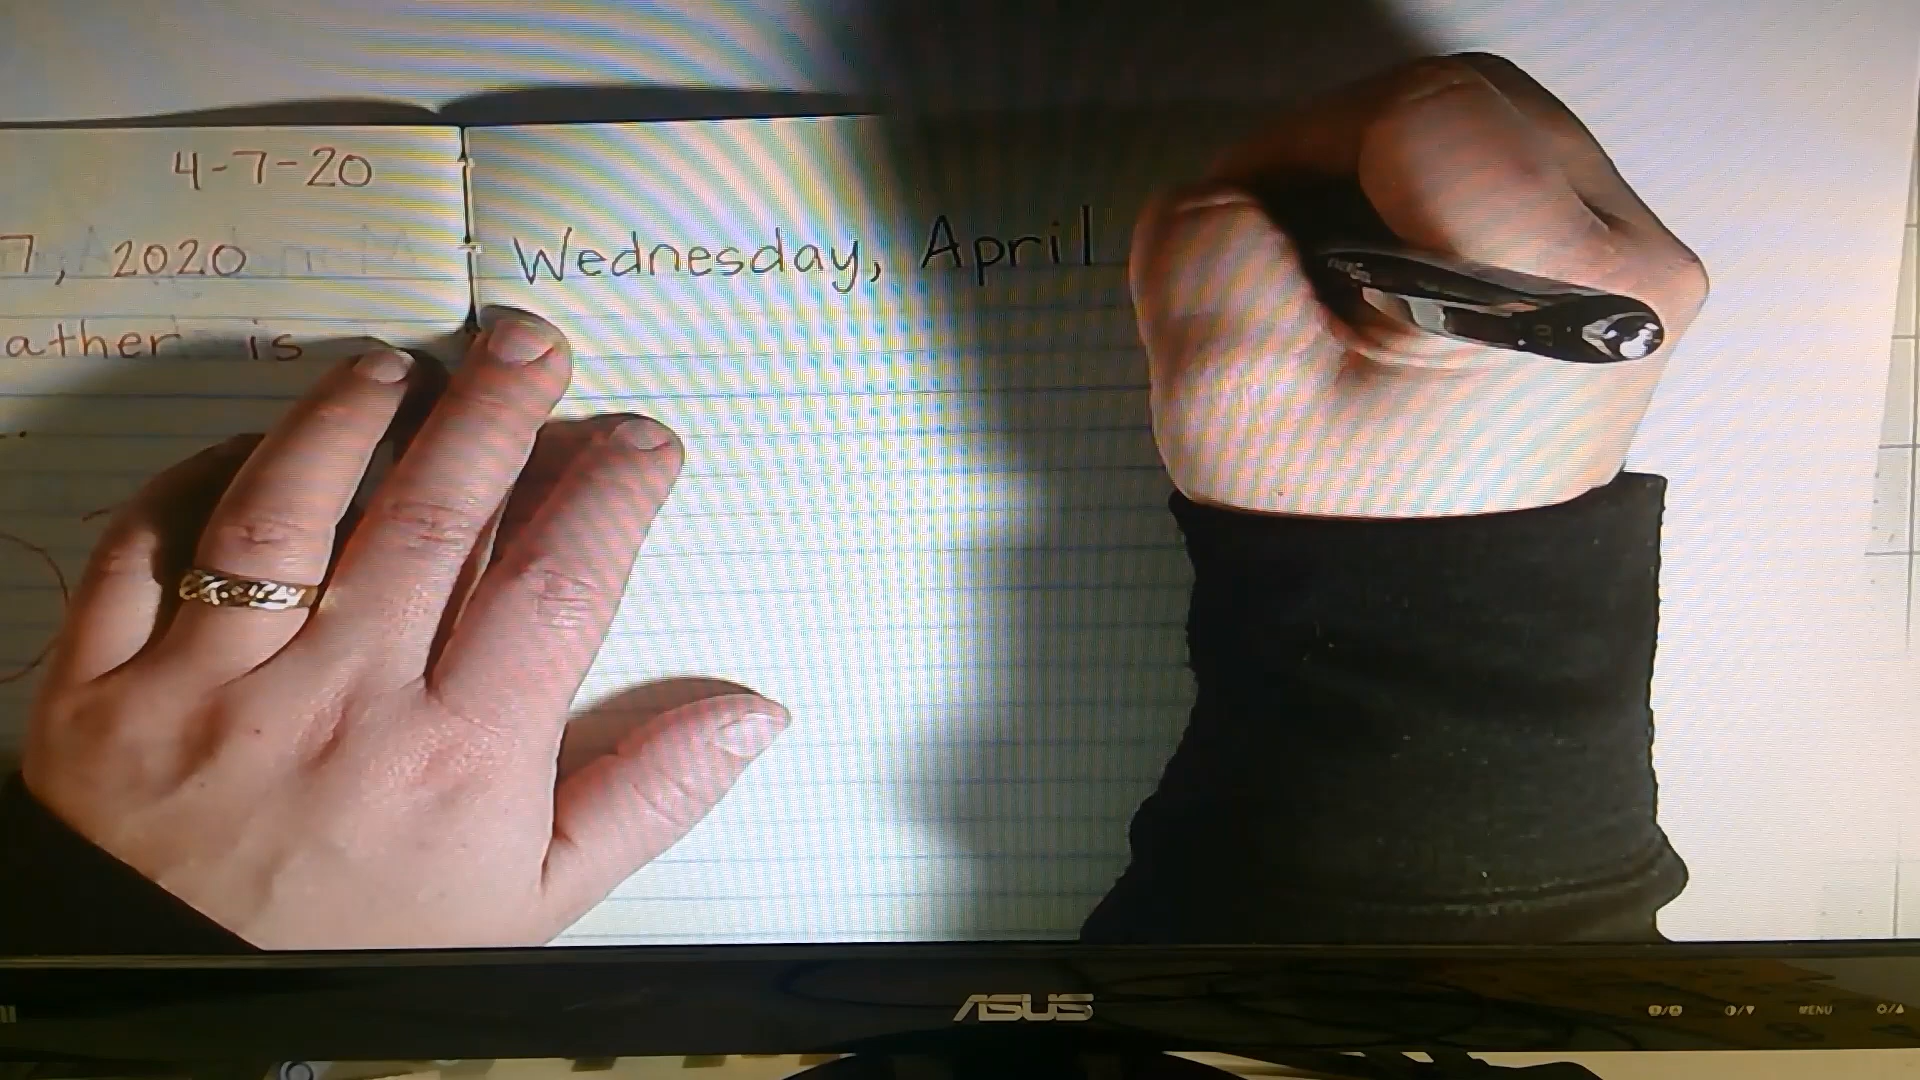 4-7-20
7, 2020
ather is
Wednesday, April
ASUS
MENU